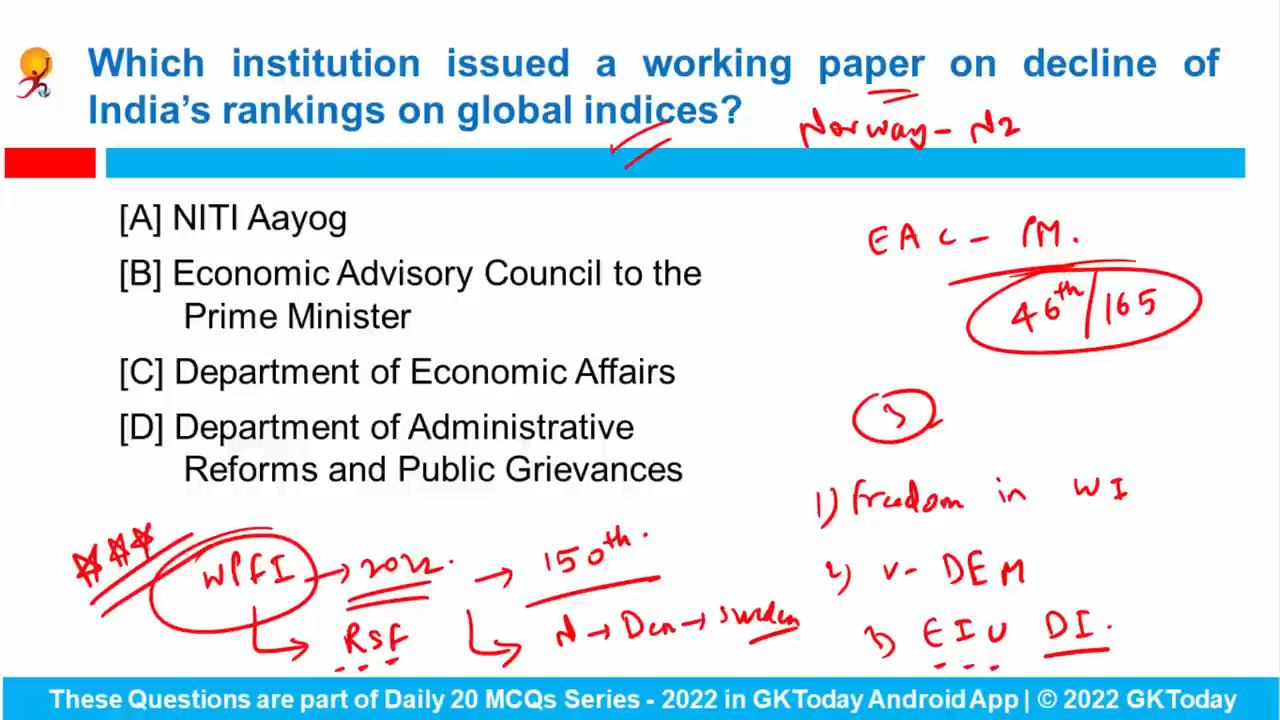 Which institution issued a working paper on decline of
India’s rankings on global indices?
Norway - N2
[A] NITI Aayog
[B] Economic Advisory Council to the
Prime Minister
[C] Department of Economic Affairs
[D] Department of Administrative
Reforms and Public Grievances
EAC - PM.
46th/165
3
1) freedom in WI
2) V-DEM
3) EIU DI.
WPFI → 2022. → 150th.
RSF N → Den → Sweden
These Questions are part of Daily 20 MCQs Series - 2022 in GKToday Android App | © 2022 GKToday